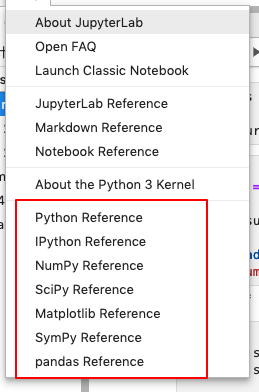 About JupyterLab
Open FAQ
Launch Classic Notebook
JupyterLab Reference
Markdown Reference
Notebook Reference
About the Python 3 Kernel
Python Reference
IPython Reference
NumPy Reference
SciPy Reference
Matplotlib Reference
SymPy Reference
pandas Reference